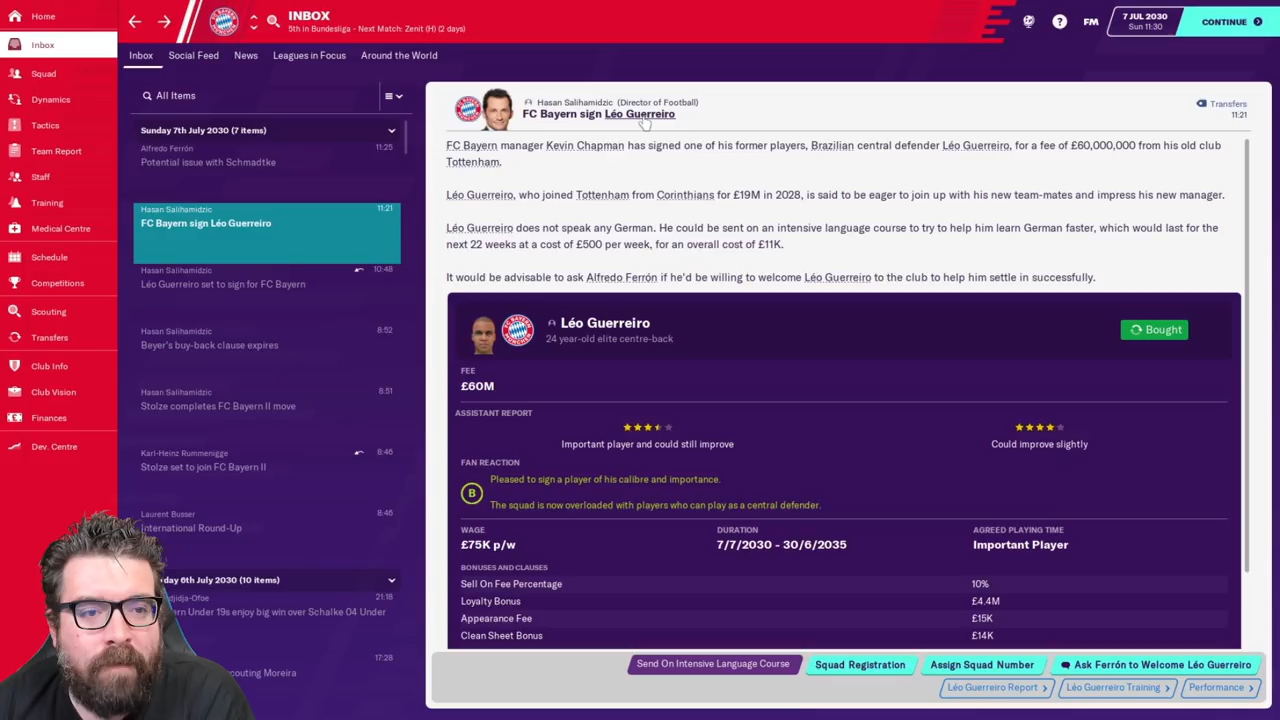 Home
Inbox
Squad
Dynamics
Tactics
Team Report
Staff
Training
Medical Centre
Schedule
Competitions
Scouting
Transfers
Club Info
Club Vision
Finances
Dev. Centre
INBOX
5th in Bundesliga - Next Match: Zenit (H) (2 days)
FM
7 JUL 2030
Sun 11:30
CONTINUE
Inbox
Social Feed
News
Leagues in Focus
Around the World
All Items
Sunday 7th July 2030 (7 items)
Alfredo Ferrón
11:25
Potential issue with Schmadtke
Hasan Salihamidzic
11:21
FC Bayern sign Léo Guerreiro
Hasan Salihamidzic
10:48
Léo Guerreiro set to sign for FC Bayern
Hasan Salihamidzic
8:52
Beyer's buy-back clause expires
Hasan Salihamidzic
8:51
Stolze completes FC Bayern II move
Karl-Heinz Rummenigge
8:46
Stolze set to join FC Bayern II
Laurent Busser
8:46
International Round-Up
day 6th July 2030 (10 items)
djidja-Ofoe
21:18
ern Under 19s enjoy big win over Schalke 04 Under
17:28
couting Moreira
Hasan Salihamidzic (Director of Football)
FC Bayern sign Léo Guerreiro
Transfers
11:21
FC Bayern manager Kevin Chapman has signed one of his former players, Brazilian central defender Léo Guerreiro, for a fee of £60,000,000 from his old club
Tottenham.
Léo Guerreiro, who joined Tottenham from Corinthians for £19M in 2028, is said to be eager to join up with his new team-mates and impress his new manager.
Léo Guerreiro does not speak any German. He could be sent on an intensive language course to try to help him learn German faster, which would last for the
next 22 weeks at a cost of £500 per week, for an overall cost of £11K.
It would be advisable to ask Alfredo Ferrón if he'd be willing to welcome Léo Guerreiro to the club to help him settle in successfully.
Léo Guerreiro
24 year-old elite centre-back
Bought
FEE
£60M
ASSISTANT REPORT
Important player and could still improve
Could improve slightly
FAN REACTION
B
Pleased to sign a player of his calibre and importance.
The squad is now overloaded with players who can play as a central defender.
WAGE
DURATION
AGREED PLAYING TIME
£75K p/w
7/7/2030 - 30/6/2035
Important Player
BONUSES AND CLAUSES
Sell On Fee Percentage
10%
Loyalty Bonus
£4.4M
Appearance Fee
£15K
Clean Sheet Bonus
£14K
Send On Intensive Language Course
Squad Registration
Assign Squad Number
Ask Ferrón to Welcome Léo Guerreiro
Léo Guerreiro Report
Léo Guerreiro Training
Performance